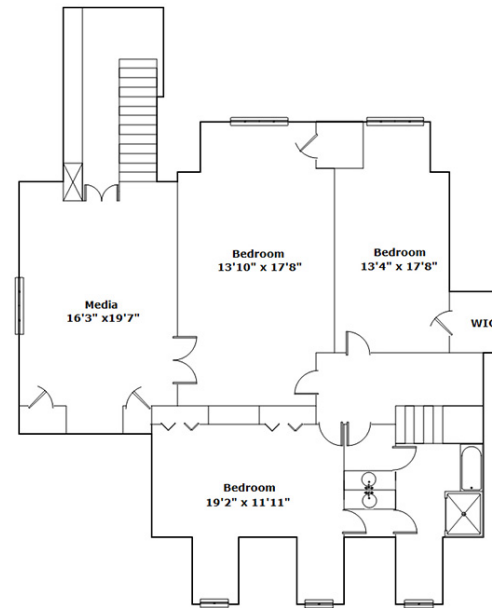 Bedroom
13'10" x 17'8"
Bedroom
13'4" x 17'8"
Media
16'3" x19'7"
WIC
Bedroom
19'2" x 11'11"